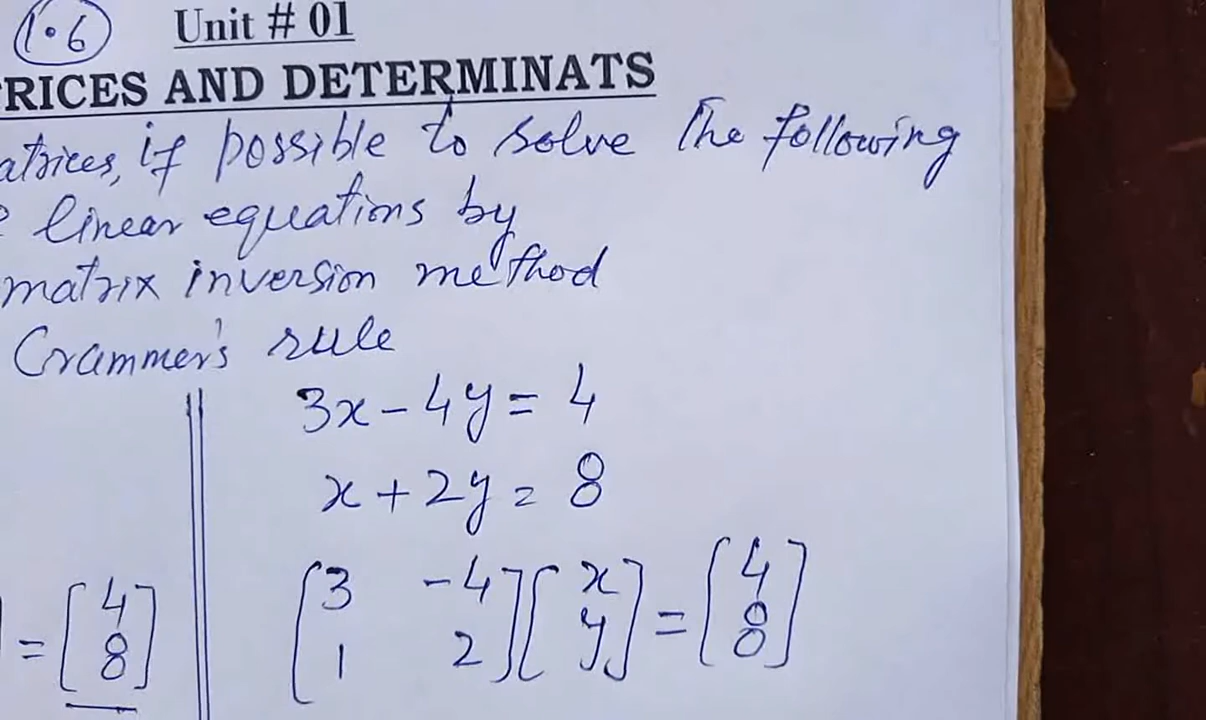 1.6 Unit # 01
RICES AND DETERMINATS
atrices, if possible to solve The following
linear equations by
matrix inversion method
Crammer's rule
3x - 4y = 4
x + 2y = 8
= [4 8] [3 -4 1 2] [x y] = [4 8]